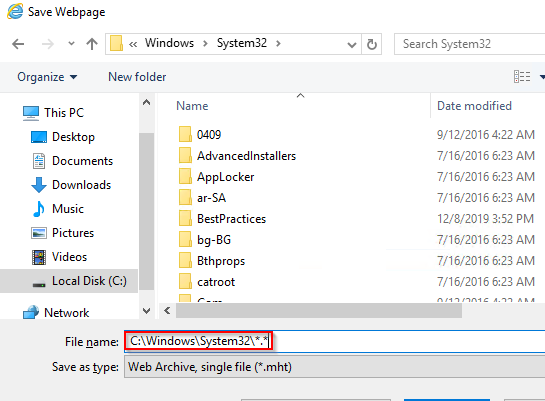 Save Webpage
« Windows › System32 ›
Search System32
Organize
New folder
This PC
Desktop
Documents
Downloads
Music
Pictures
Videos
Local Disk (C:)
Network
Name Date modified
0409 9/12/2016 4:22 AM
AdvancedInstallers 7/16/2016 6:23 AM
AppLocker 7/16/2016 6:23 AM
ar-SA 7/16/2016 6:23 AM
BestPractices 12/8/2019 3:52 PM
bg-BG 7/16/2016 6:23 AM
Bthprops 7/16/2016 6:23 AM
catroot 7/16/2016 6:23 AM
File name: C:\Windows\System32\*.*
Save as type: Web Archive, single file (*.mht)